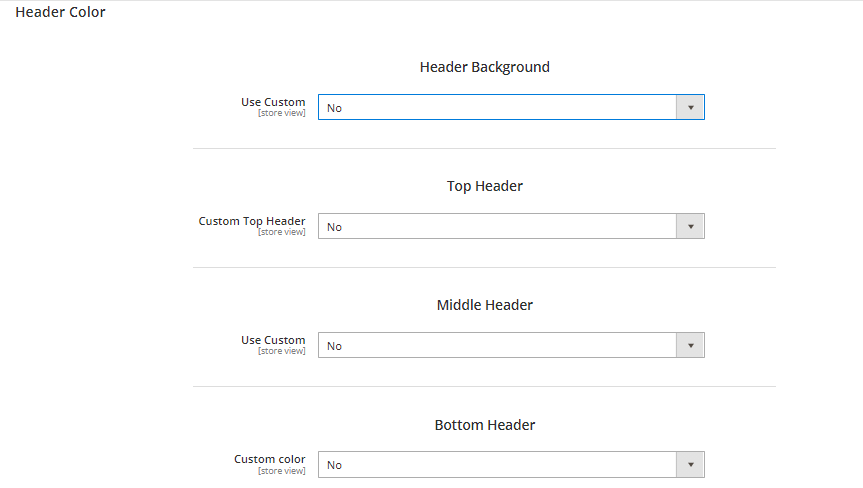 Header Color
Header Background
Use Custom
[store view]
No
Top Header
Custom Top Header
[store view]
No
Middle Header
Use Custom
[store view]
No
Bottom Header
Custom color
[store view]
No